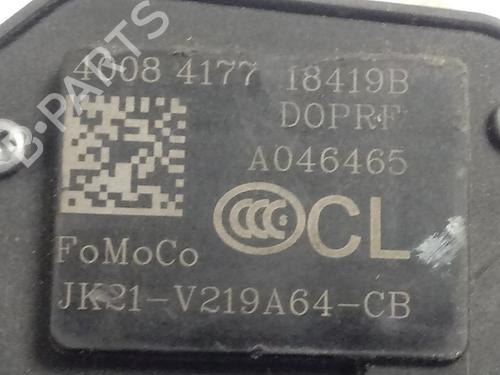 4008 4177 18419B
DOPRF
A046465
CCC CL
FoMoCo
JK21-V219A64-CB
B-PARTS